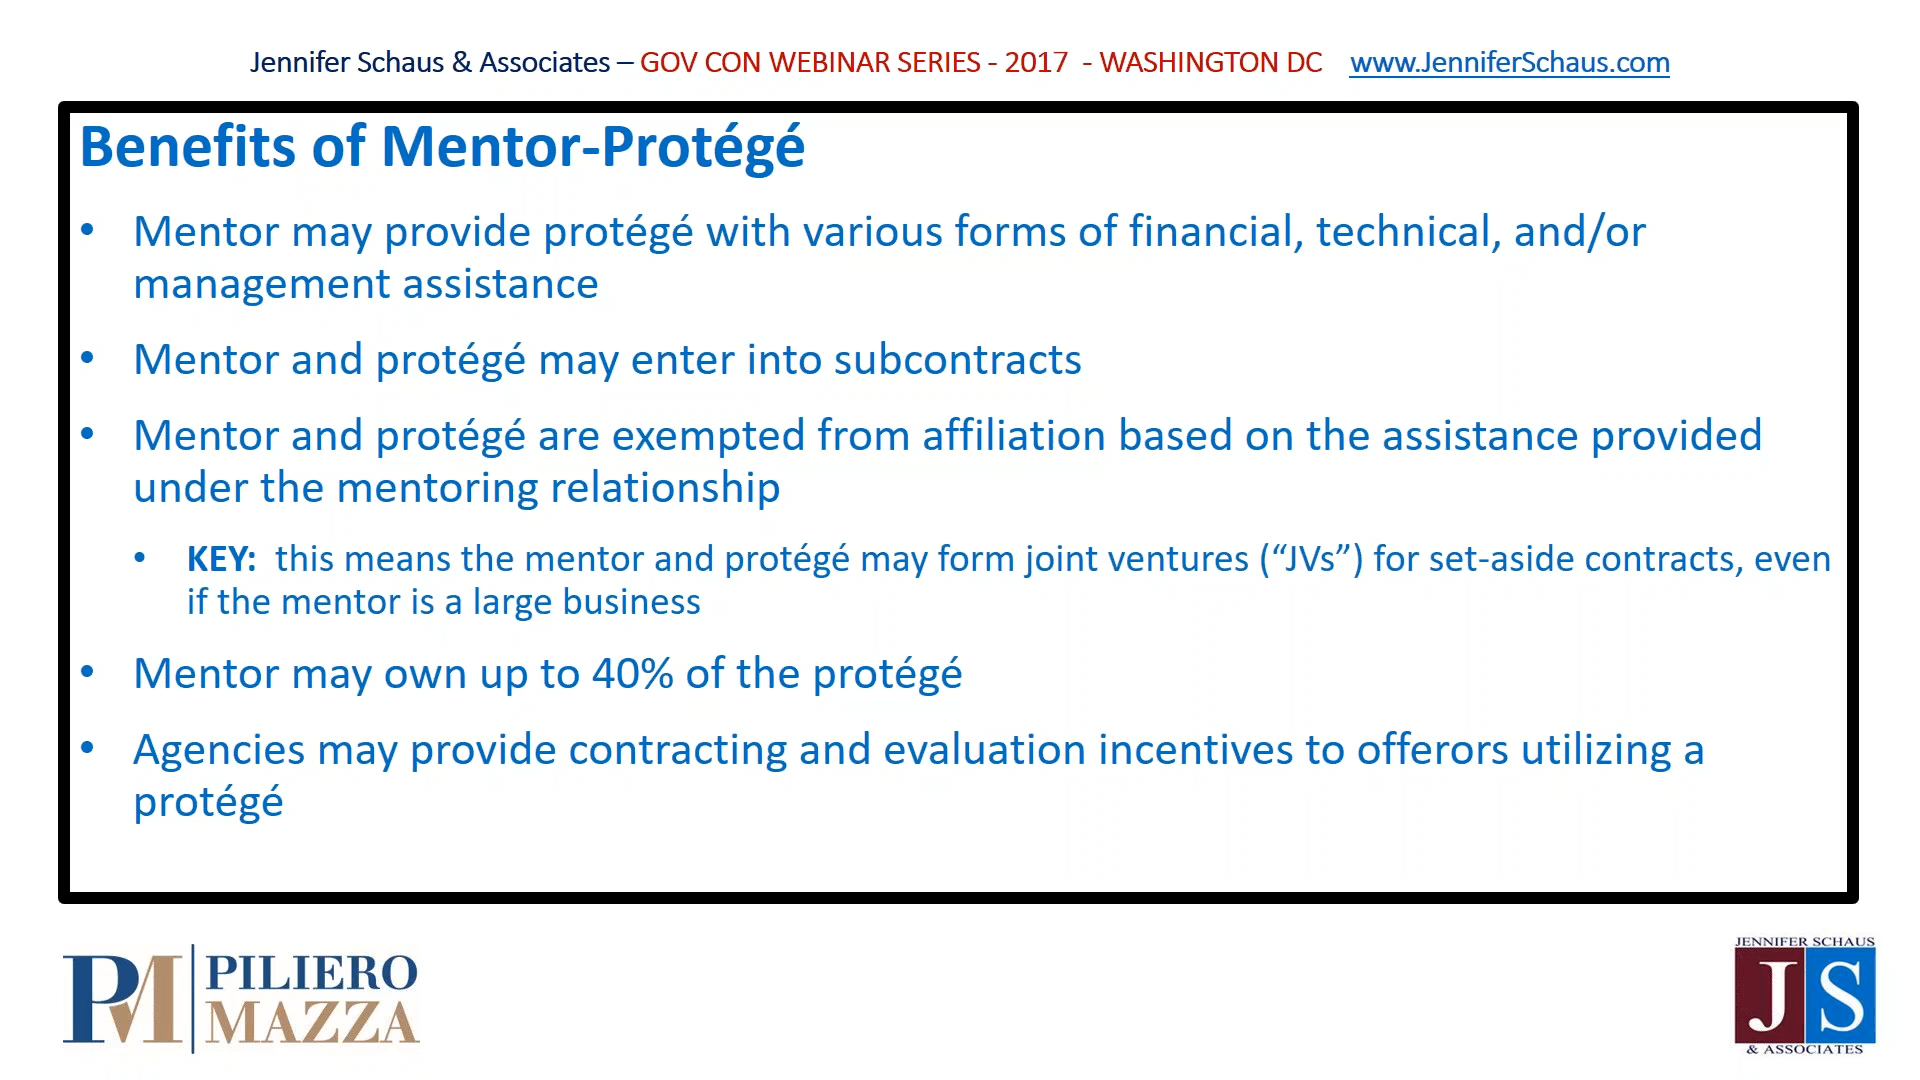 Jennifer Schaus & Associates – GOV CON WEBINAR SERIES - 2017 - WASHINGTON DC www.JenniferSchaus.com
Benefits of Mentor-Protégé
• Mentor may provide protégé with various forms of financial, technical, and/or
management assistance
• Mentor and protégé may enter into subcontracts
• Mentor and protégé are exempted from affiliation based on the assistance provided
under the mentoring relationship
• KEY: this means the mentor and protégé may form joint ventures (“JVs”) for set-aside contracts, even
if the mentor is a large business
• Mentor may own up to 40% of the protégé
• Agencies may provide contracting and evaluation incentives to offerors utilizing a
protégé
PM
PILIERO
MAZZA
JENNIFER SCHAUS
JS
& ASSOCIATES